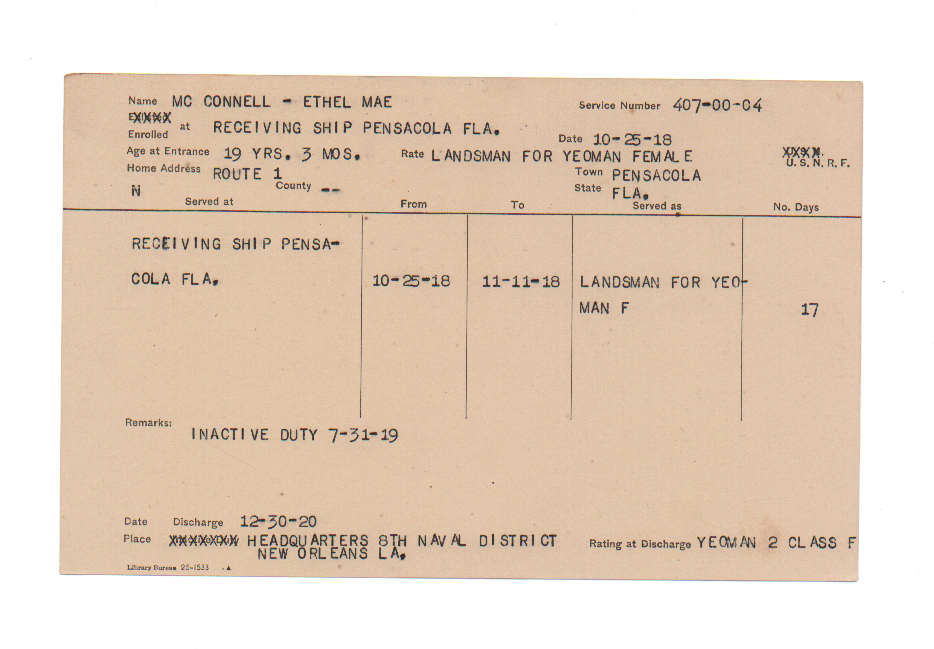 Name MC CONNELL - ETHEL MAE Service Number 407-00-04
Enrolled at RECEIVING SHIP PENSACOLA FLA. Date 10-25-18
Age at Entrance 19 YRS. 3 MOS. Rate LANDSMAN FOR YEOMAN FEMALE U.S.N.R.F.
Home Address ROUTE 1 Town PENSACOLA
N County -- State FLA.
Served at From To Served as No. Days
RECEIVING SHIP PENSA-
COLA FLA. 10-25-18 11-11-18 LANDSMAN FOR YEO-
MAN F 17
Remarks:
INACTIVE DUTY 7-31-19
Date Discharge 12-30-20
Place HEADQUARTERS 8TH NAVAL DISTRICT Rating at Discharge YEOMAN 2 CLASS F
NEW ORLEANS LA.
Library Bureau 25-1533